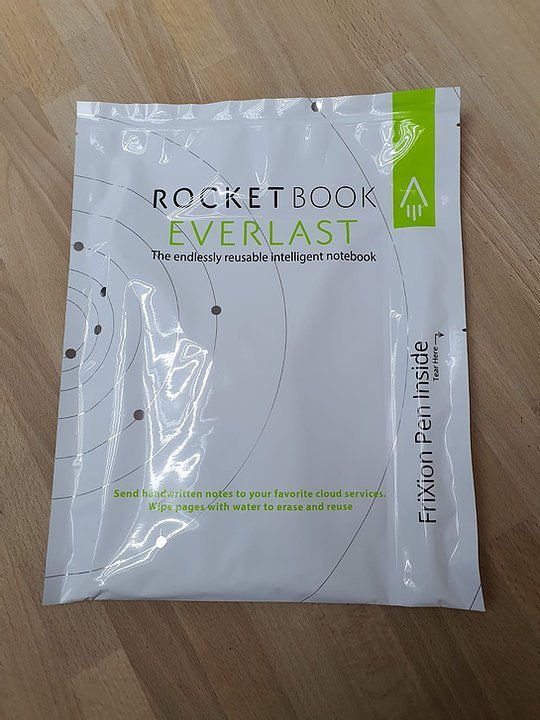 ROCKETBOOK
EVERLAST
The endlessly reusable intelligent notebook
FriXion Pen Inside
Tear Here
Send handwritten notes to your favorite cloud services.
Wipe pages with water to erase and reuse